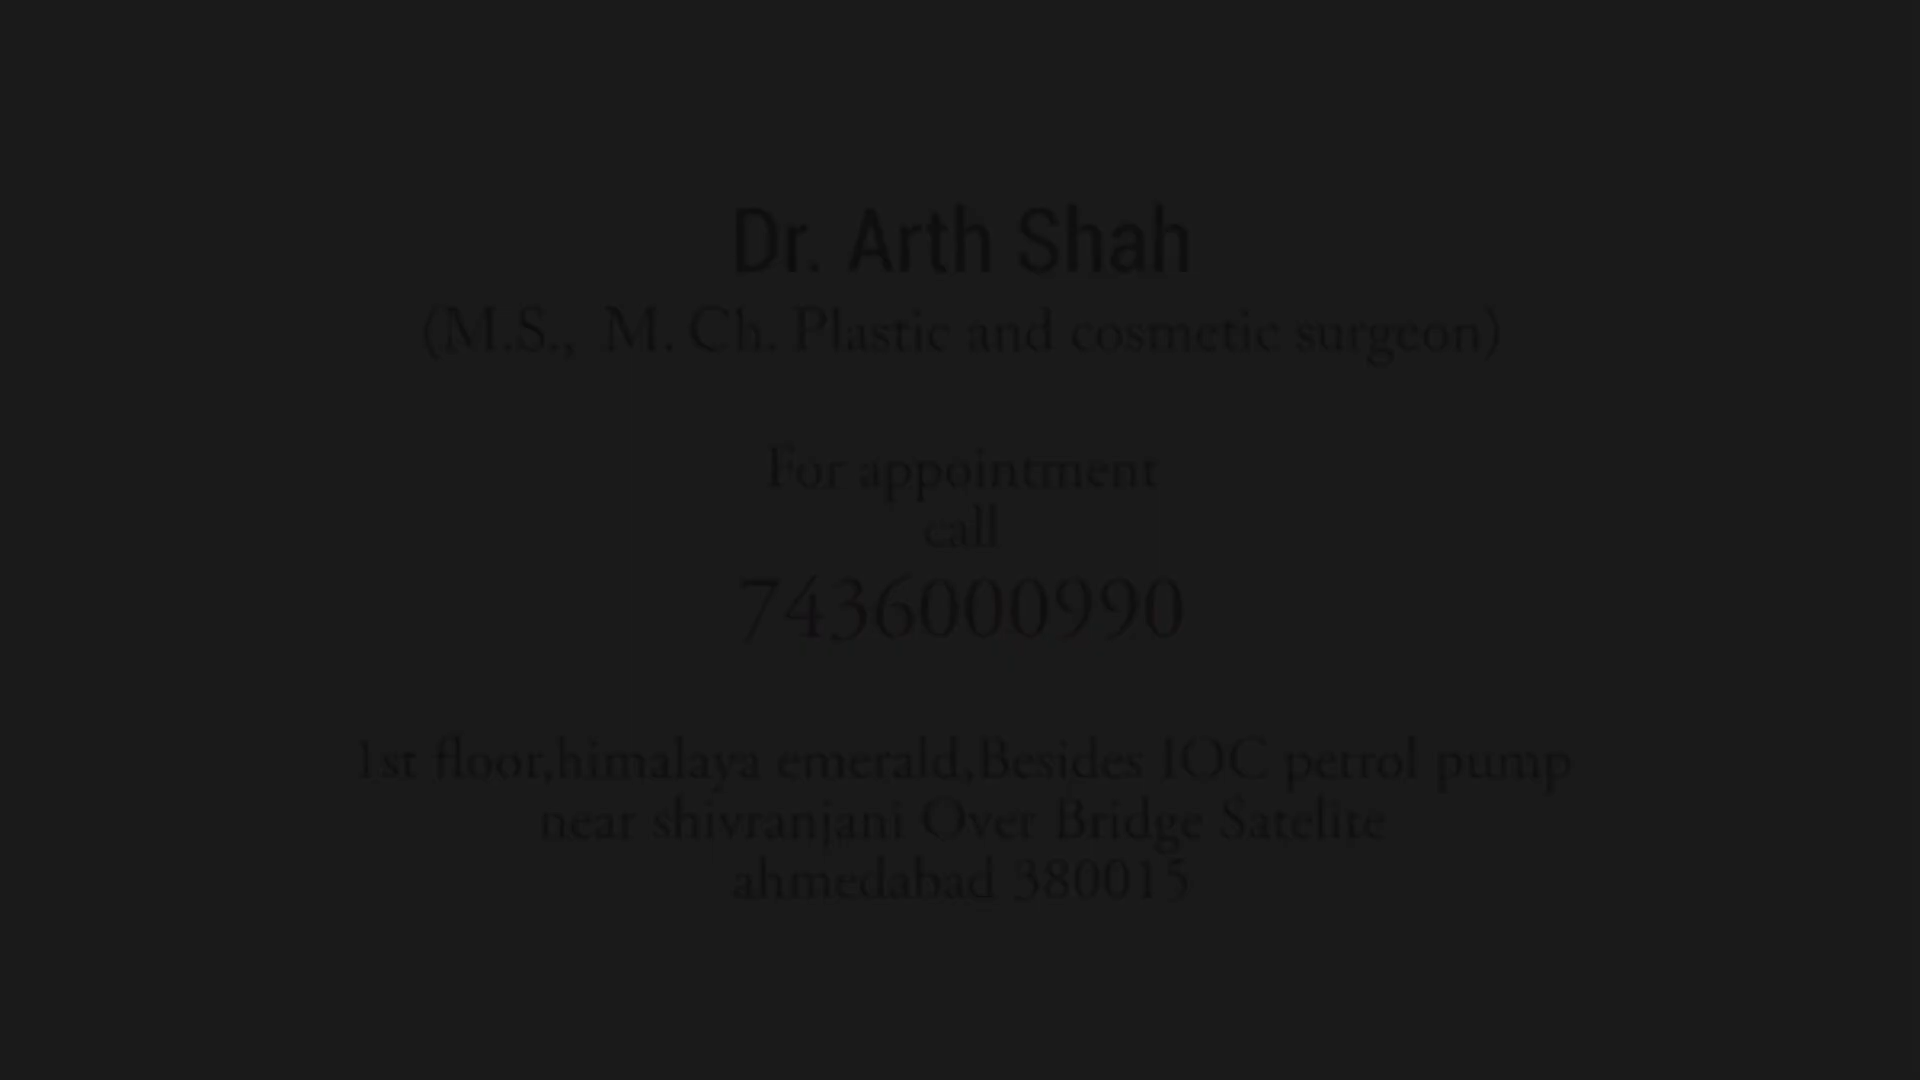 Dr. Arth Shah
(M.S., M. Ch. Plastic and cosmetic surgeon)
For appointment
call
7436000990
1st floor,himalaya emerald,Besides IOC petrol pump
near shivranjani Over Bridge Satelite
ahmedabad 380015